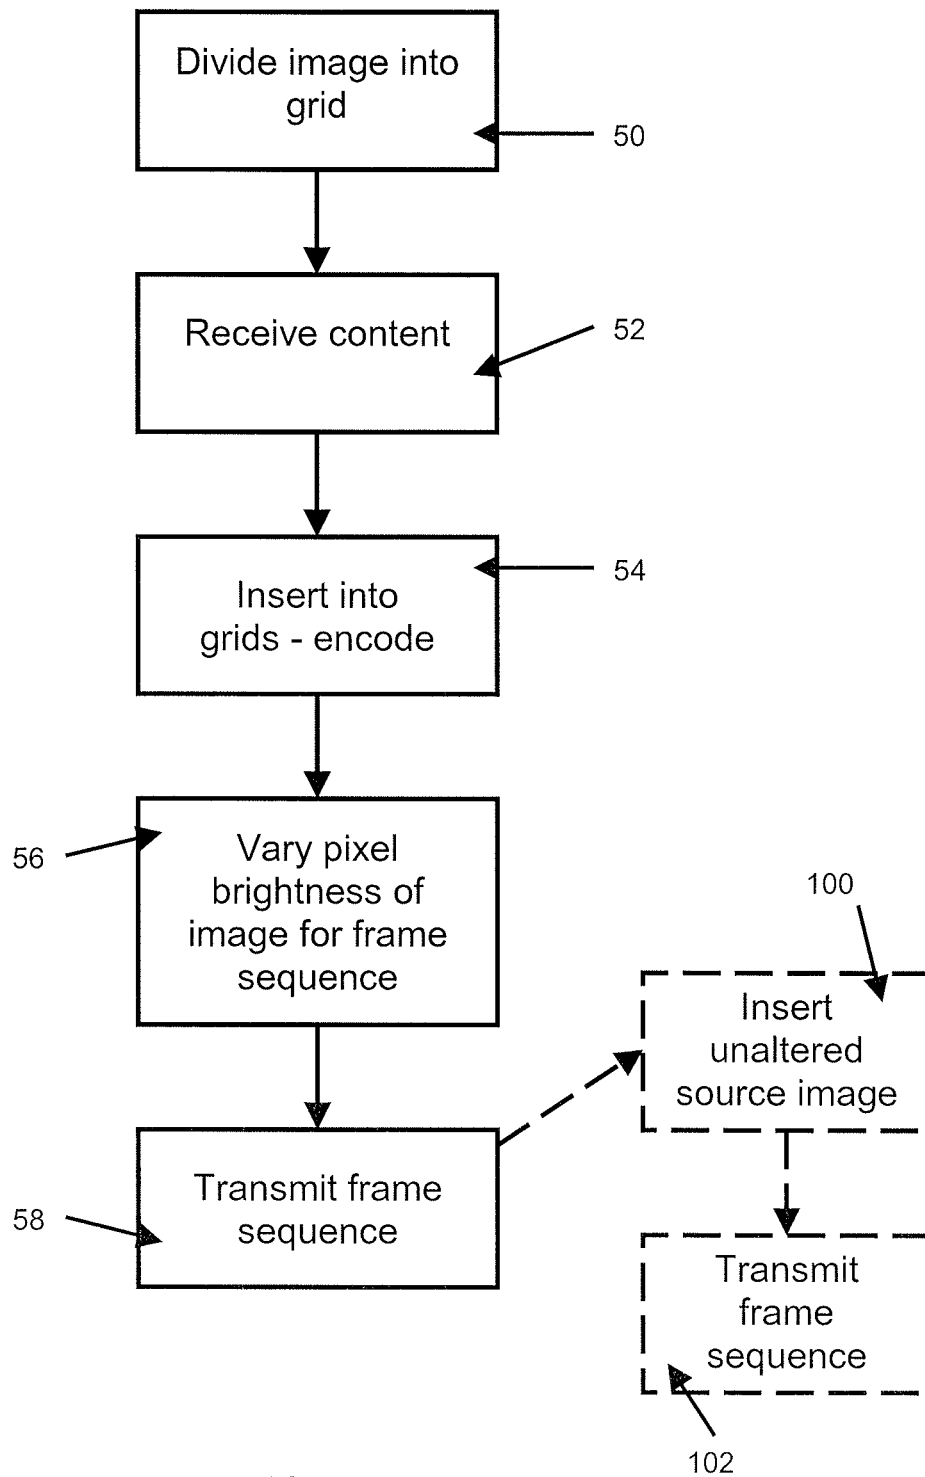 Divide image into
grid
50
Receive content
52
54
Insert into
grids - encode
56
Vary pixel
brightness of
image for frame
sequence
100
Insert
unaltered
source image
58
Transmit frame
sequence
Transmit
frame
sequence
102